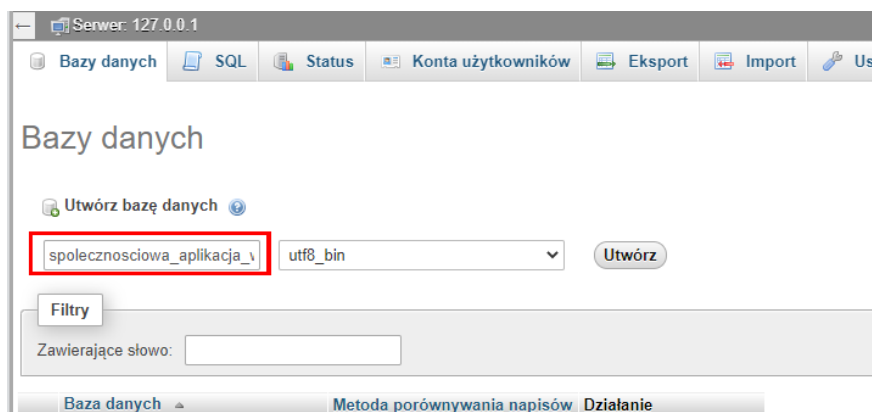 ← Serwer: 127.0.0.1
Bazy danych SQL Status Konta użytkowników Eksport Import Us
Bazy danych
Utwórz bazę danych
spolecznosciowa_aplikacja_ utf8_bin Utwórz
Filtry
Zawierające słowo:
Baza danych Metoda porównywania napisów Działanie